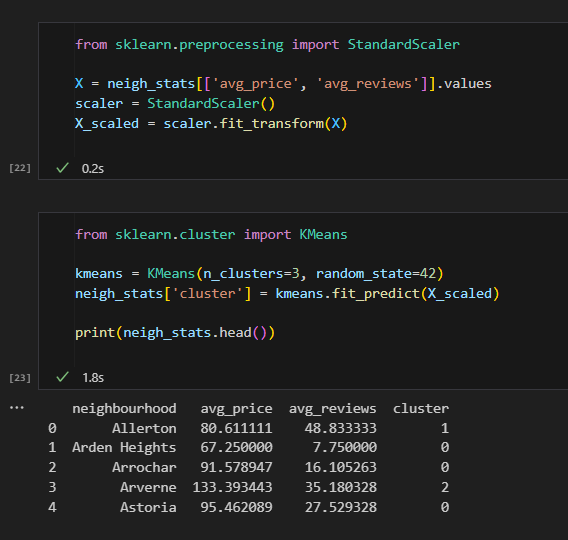 from sklearn.preprocessing import StandardScaler
X = neigh_stats[['avg_price', 'avg_reviews']].values
scaler = StandardScaler()
X_scaled = scaler.fit_transform(X)
[22] ✓ 0.2s
from sklearn.cluster import KMeans
kmeans = KMeans(n_clusters=3, random_state=42)
neigh_stats['cluster'] = kmeans.fit_predict(X_scaled)
print(neigh_stats.head())
[23] ✓ 1.8s
... neighbourhood avg_price avg_reviews cluster
0 Allerton 80.611111 48.833333 1
1 Arden Heights 67.250000 7.750000 0
2 Arrochar 91.578947 16.105263 0
3 Arverne 133.393443 35.180328 2
4 Astoria 95.462089 27.529328 0